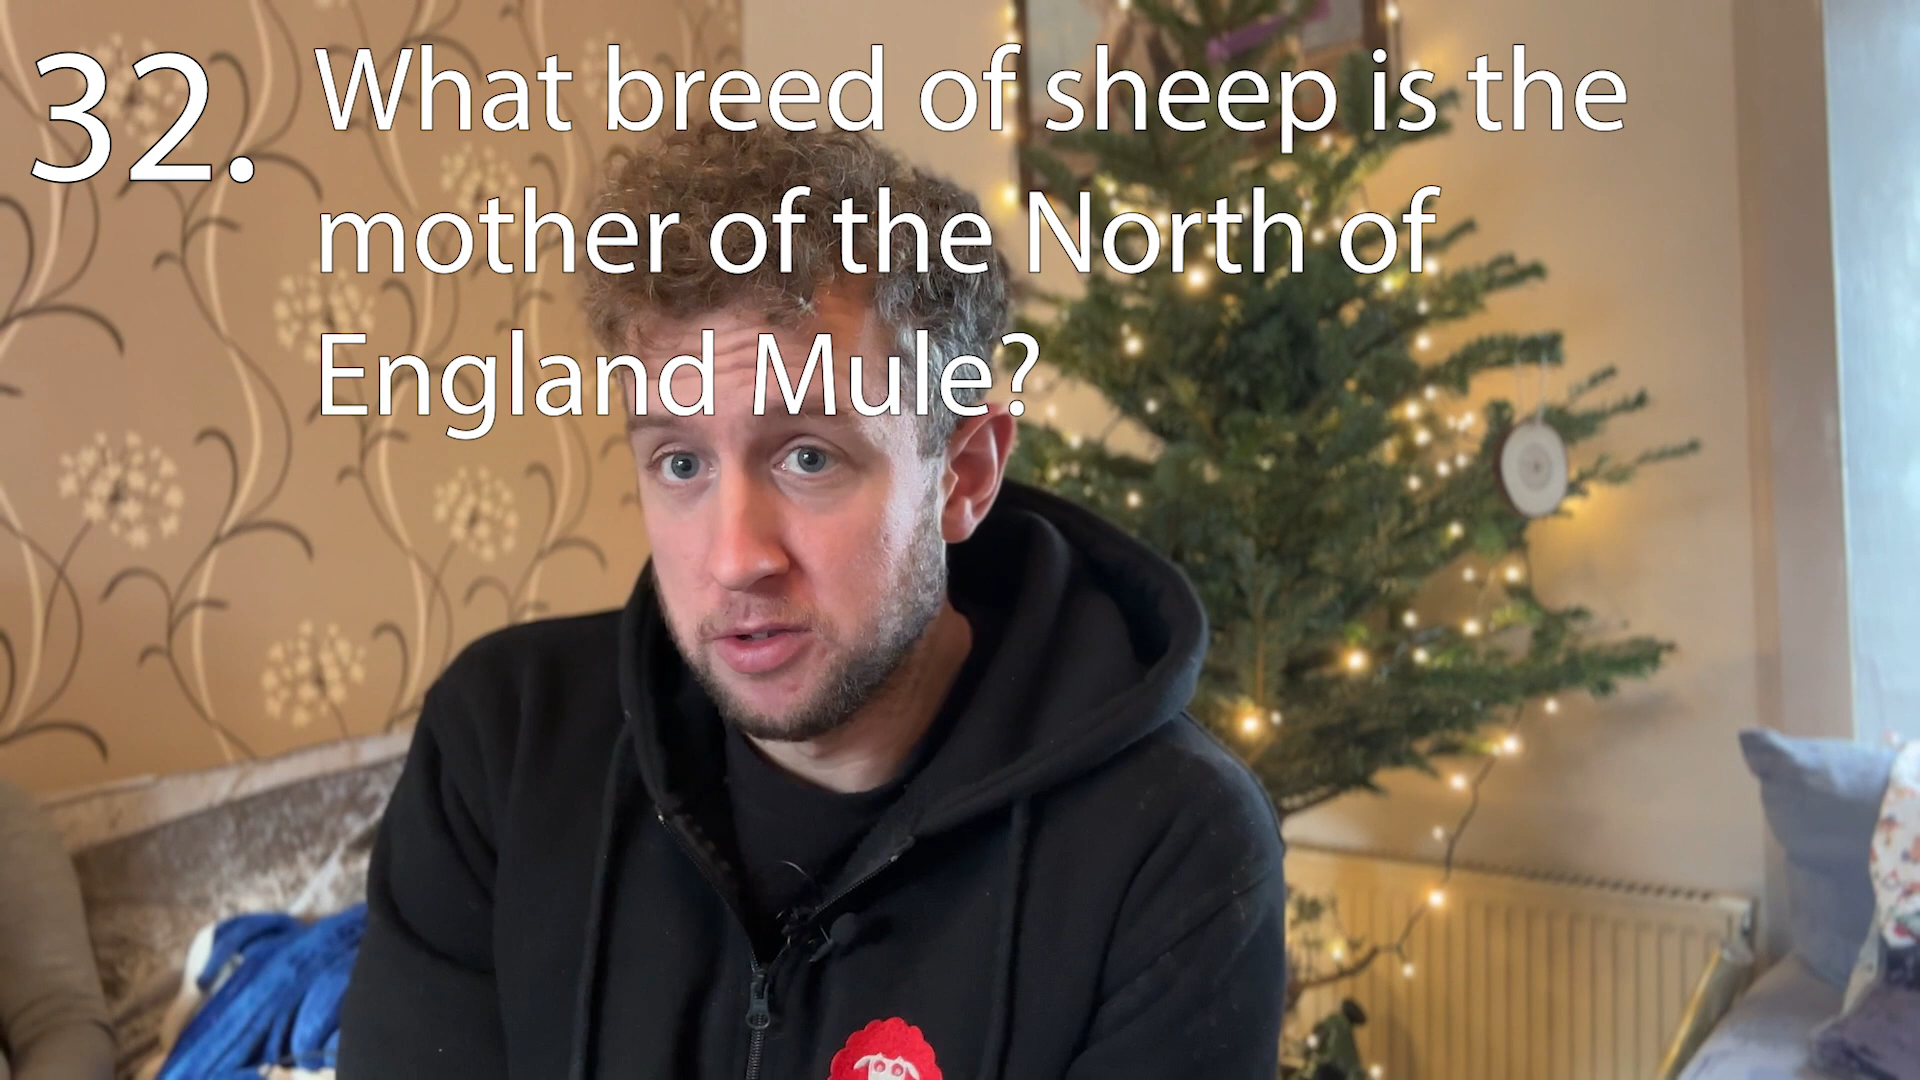 32. What breed of sheep is the
mother of the North of
England Mule?